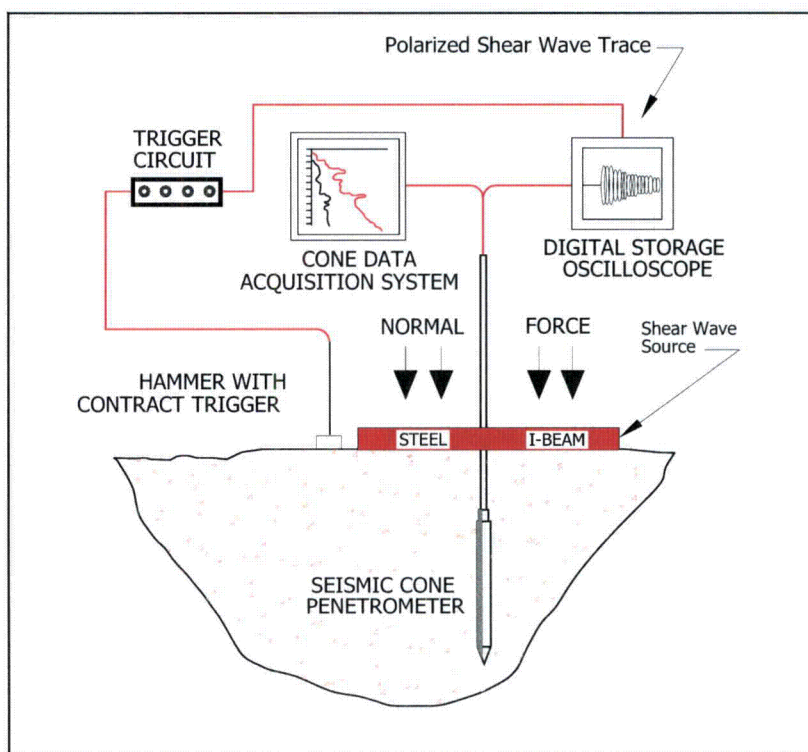 Polarized Shear Wave Trace
TRIGGER
CIRCUIT
CONE DATA
ACQUISITION SYSTEM
DIGITAL STORAGE
OSCILLOSCOPE
NORMAL
FORCE
Shear Wave
Source
HAMMER WITH
CONTRACT TRIGGER
STEEL
I-BEAM
SEISMIC CONE
PENETROMETER